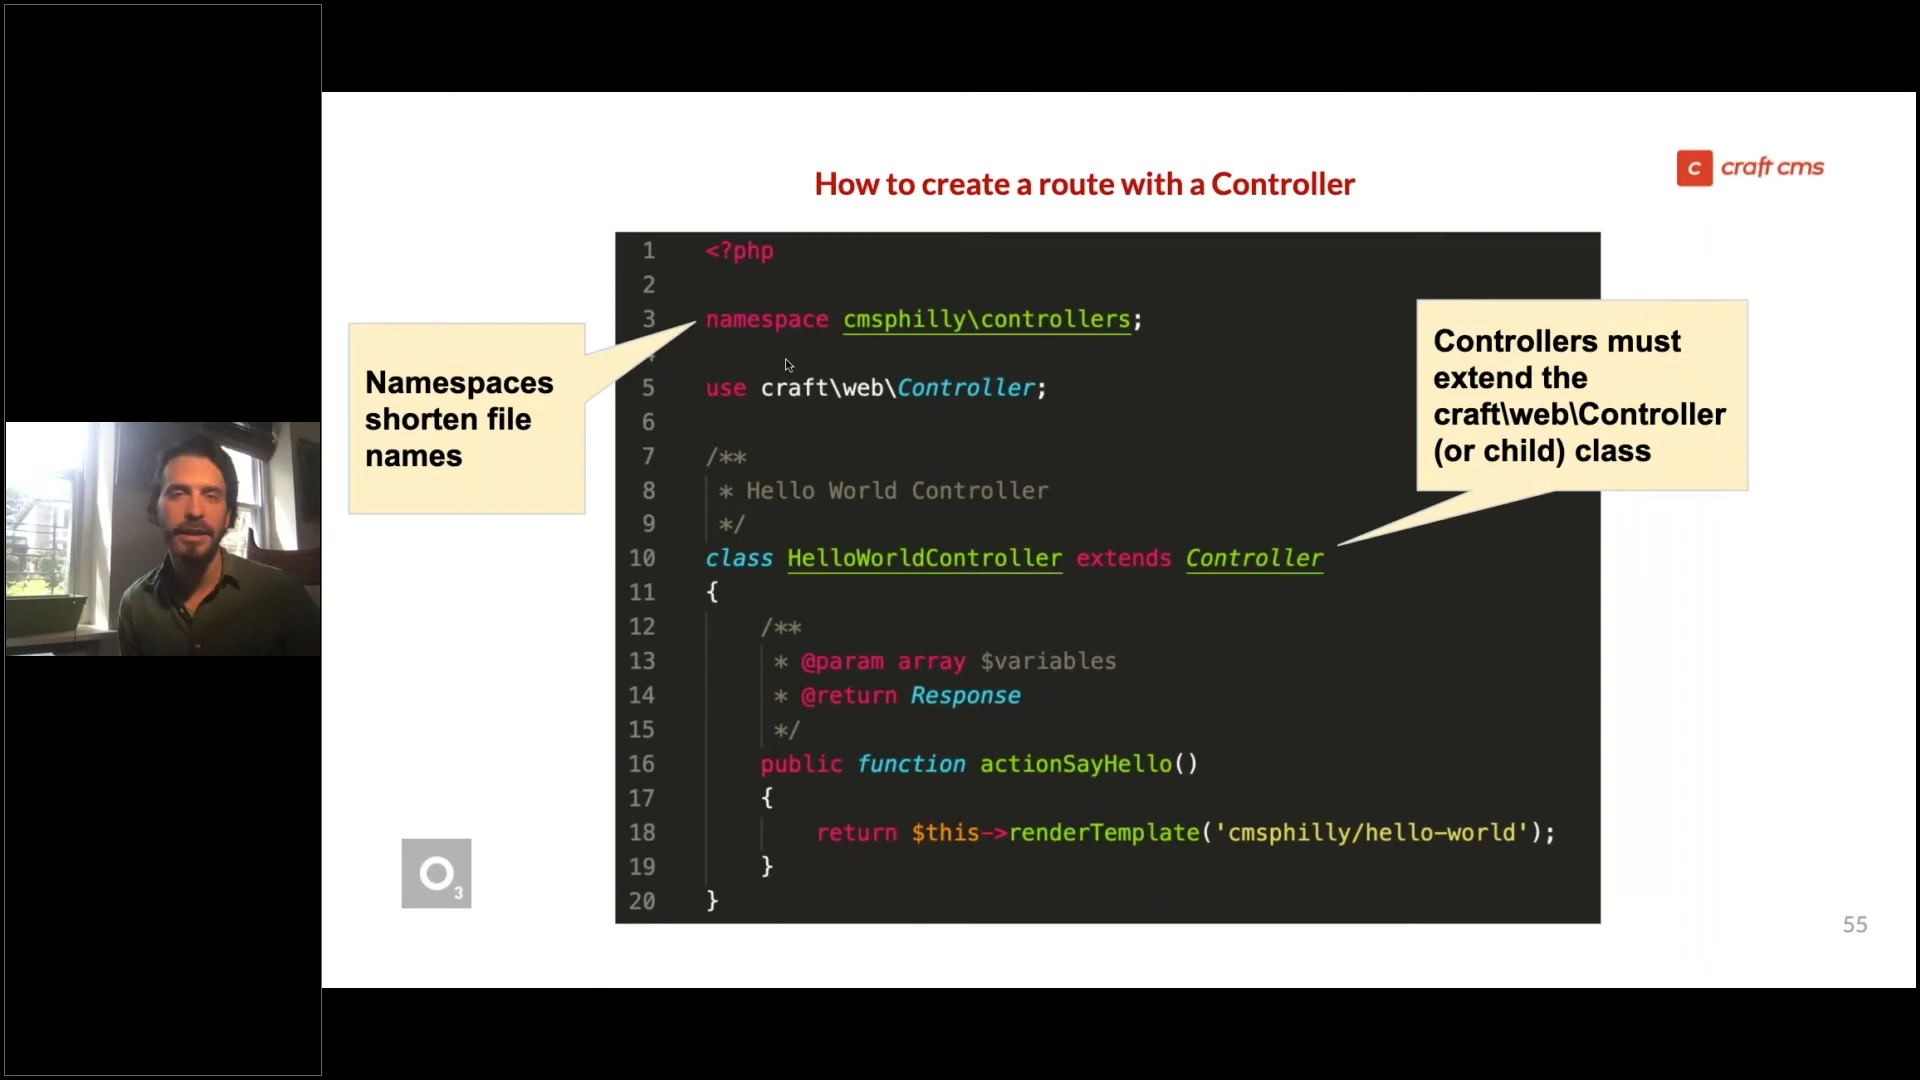 How to create a route with a Controller
c craft cms
Namespaces
shorten file
names
Controllers must
extend the
craft\web\Controller
(or child) class
1 <?php
2
3 namespace cmsphilly\controllers;
4
5 use craft\web\Controller;
6
7 /**
8 * Hello World Controller
9 */
10 class HelloWorldController extends Controller
11 {
12 /**
13 * @param array $variables
14 * @return Response
15 */
16 public function actionSayHello()
17 {
18 return $this->renderTemplate('cmsphilly/hello-world');
19 }
20 }
O3
55